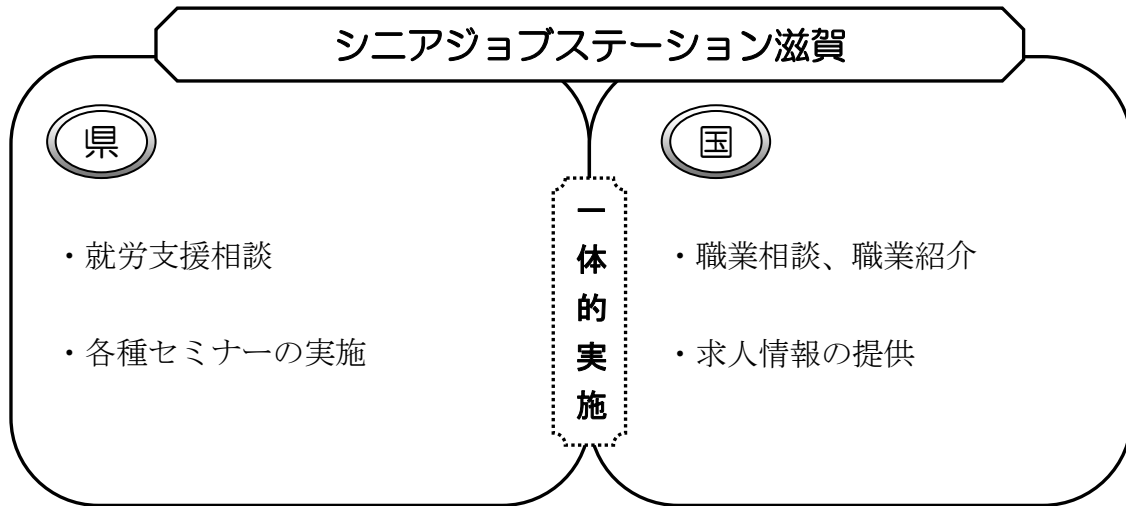 シニアジョブステーション滋賀
県
・就労支援相談
・各種セミナーの実施
一体的実施
国
・職業相談、職業紹介
・求人情報の提供